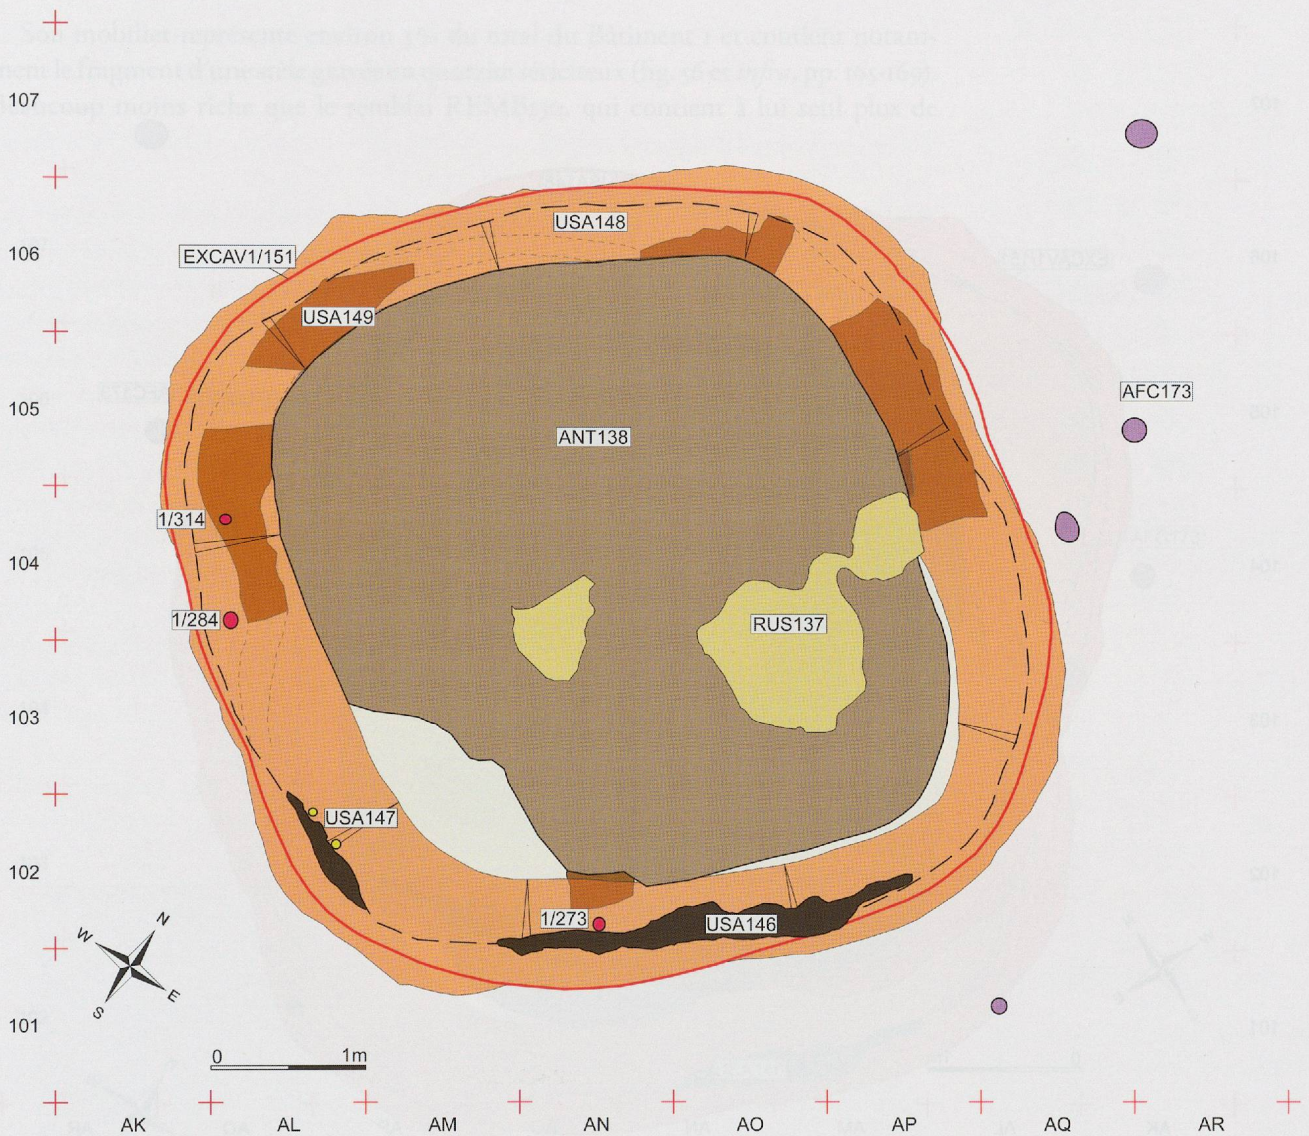 107
USA148
106
EXCAV1/151
USA149
AFC173
105
ANT138
1/314
104
1/284
RUS137
103
USA147
102
1/273
USA146
N
W
E
S
101
0 1m
AK AL AM AN AO AP AQ AR